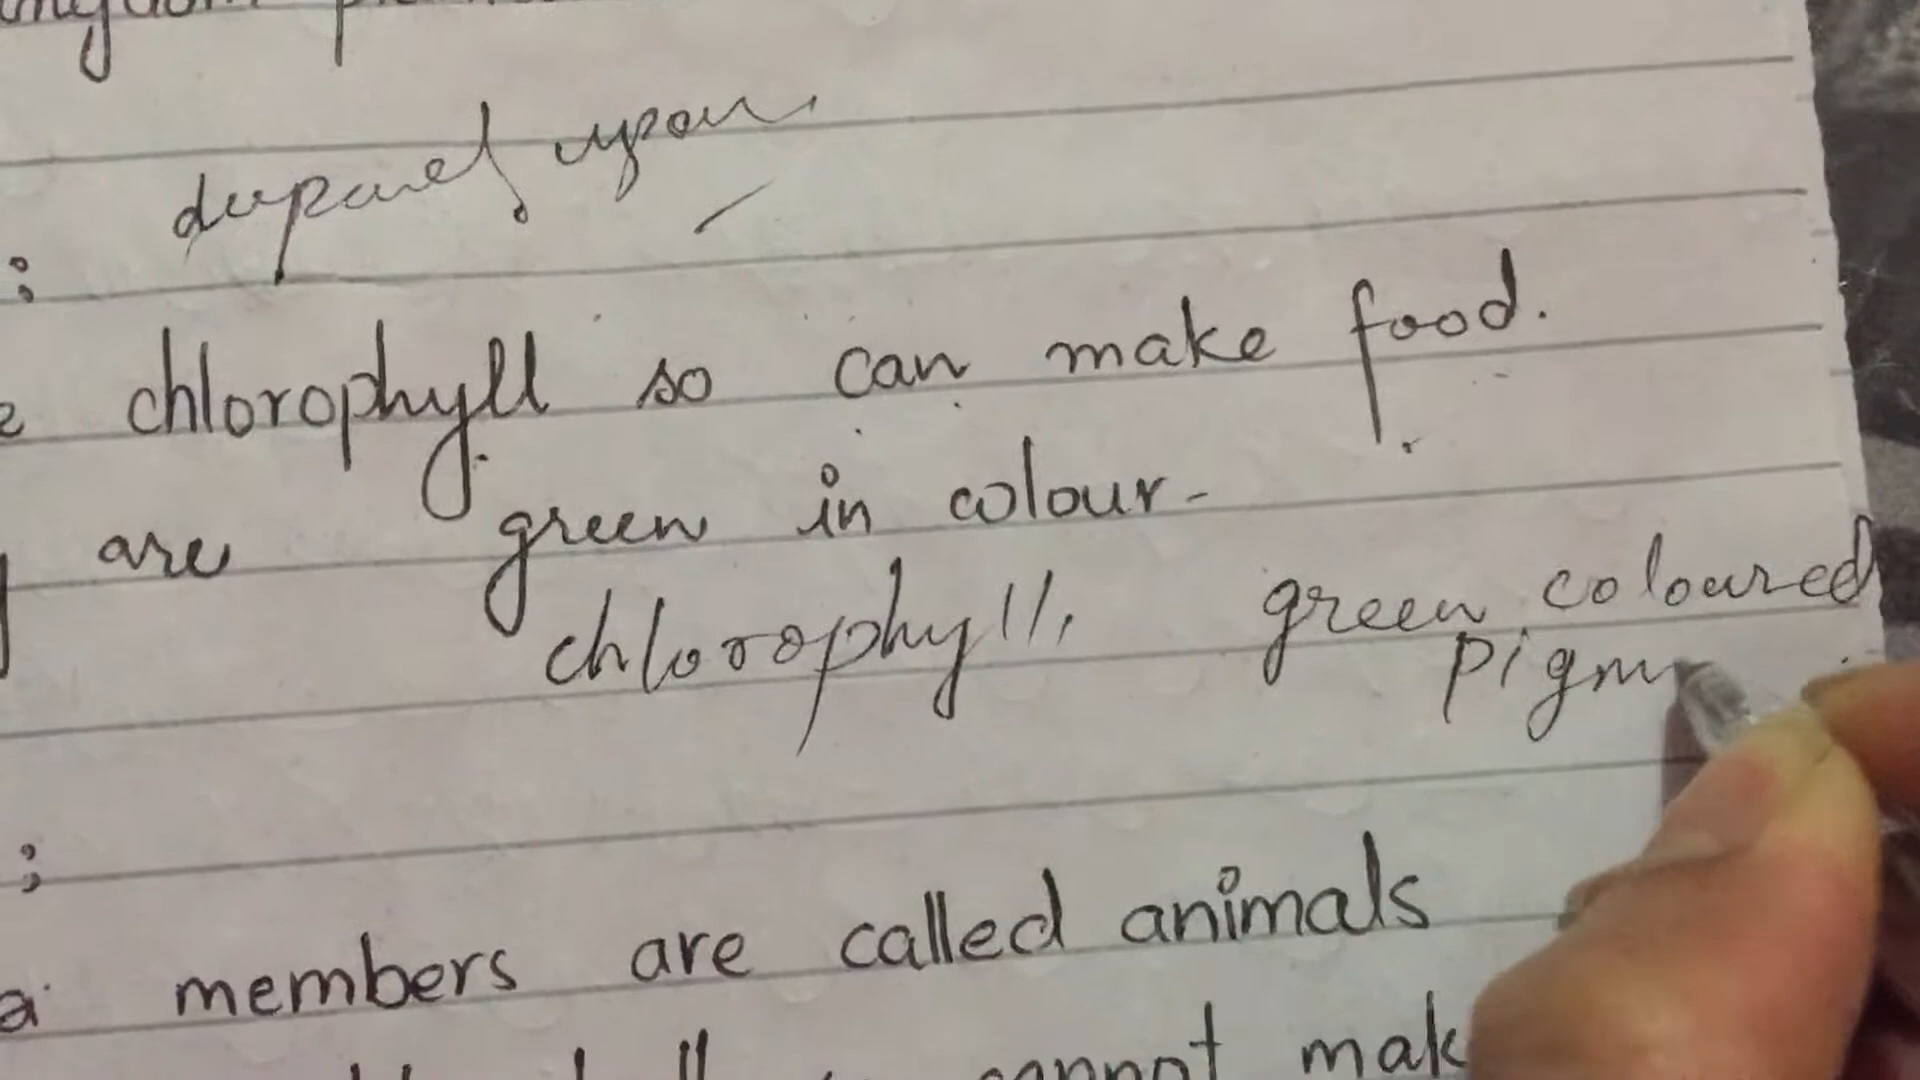 depend upon
;
chlorophyll so can make food.
are green in colour-
chlorophyll, green coloured
pigm
;
members are called animals
cannot mak